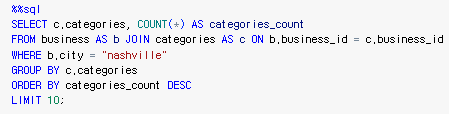 %%sql
SELECT c.categories, COUNT(*) AS categories_count
FROM business AS b JOIN categories AS c ON b.business_id = c.business_id
WHERE b.city = "nashville"
GROUP BY c.categories
ORDER BY categories_count DESC
LIMIT 10;